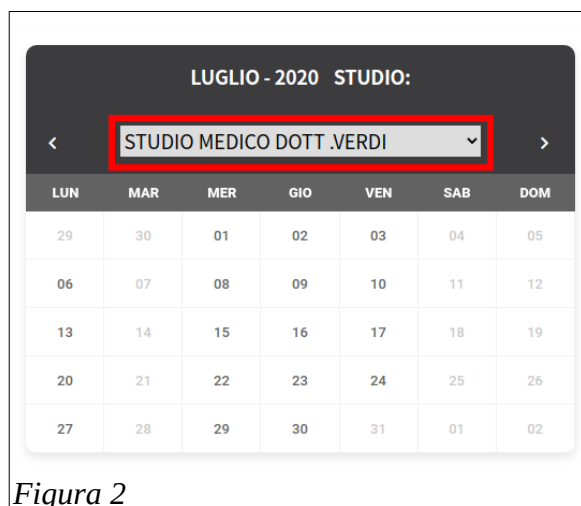 LUGLIO - 2020 STUDIO:
‹ STUDIO MEDICO DOTT .VERDI ›
LUN MAR MER GIO VEN SAB DOM
29 30 01 02 03 04 05
06 07 08 09 10 11 12
13 14 15 16 17 18 19
20 21 22 23 24 25 26
27 28 29 30 31 01 02
Figura 2